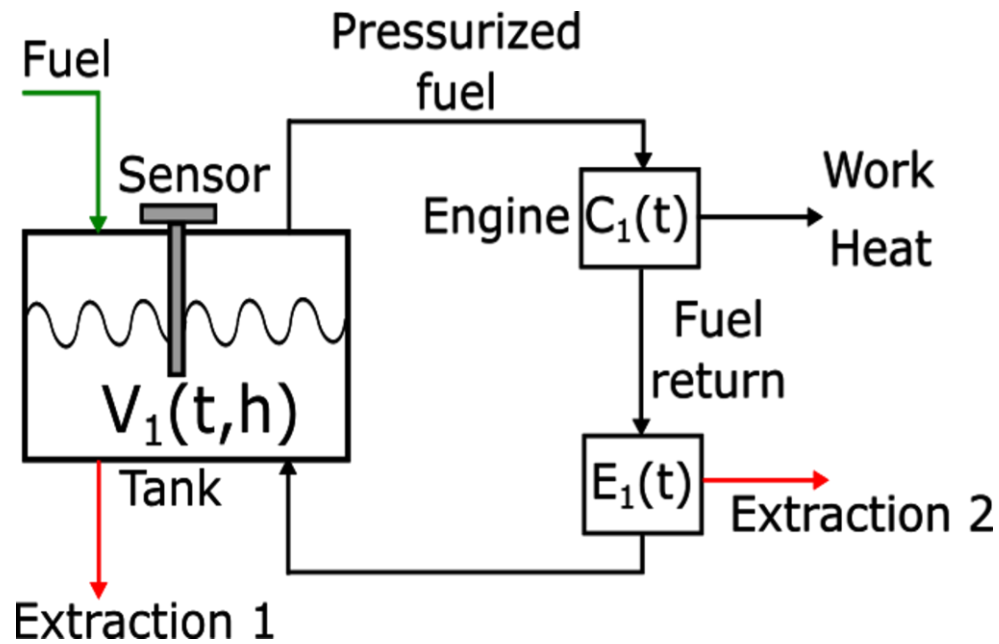 Pressurized
fuel
Fuel
Sensor
Engine
C₁(t)
Work
Heat
Fuel
return
V₁(t,h)
Tank
E₁(t)
Extraction 2
Extraction 1